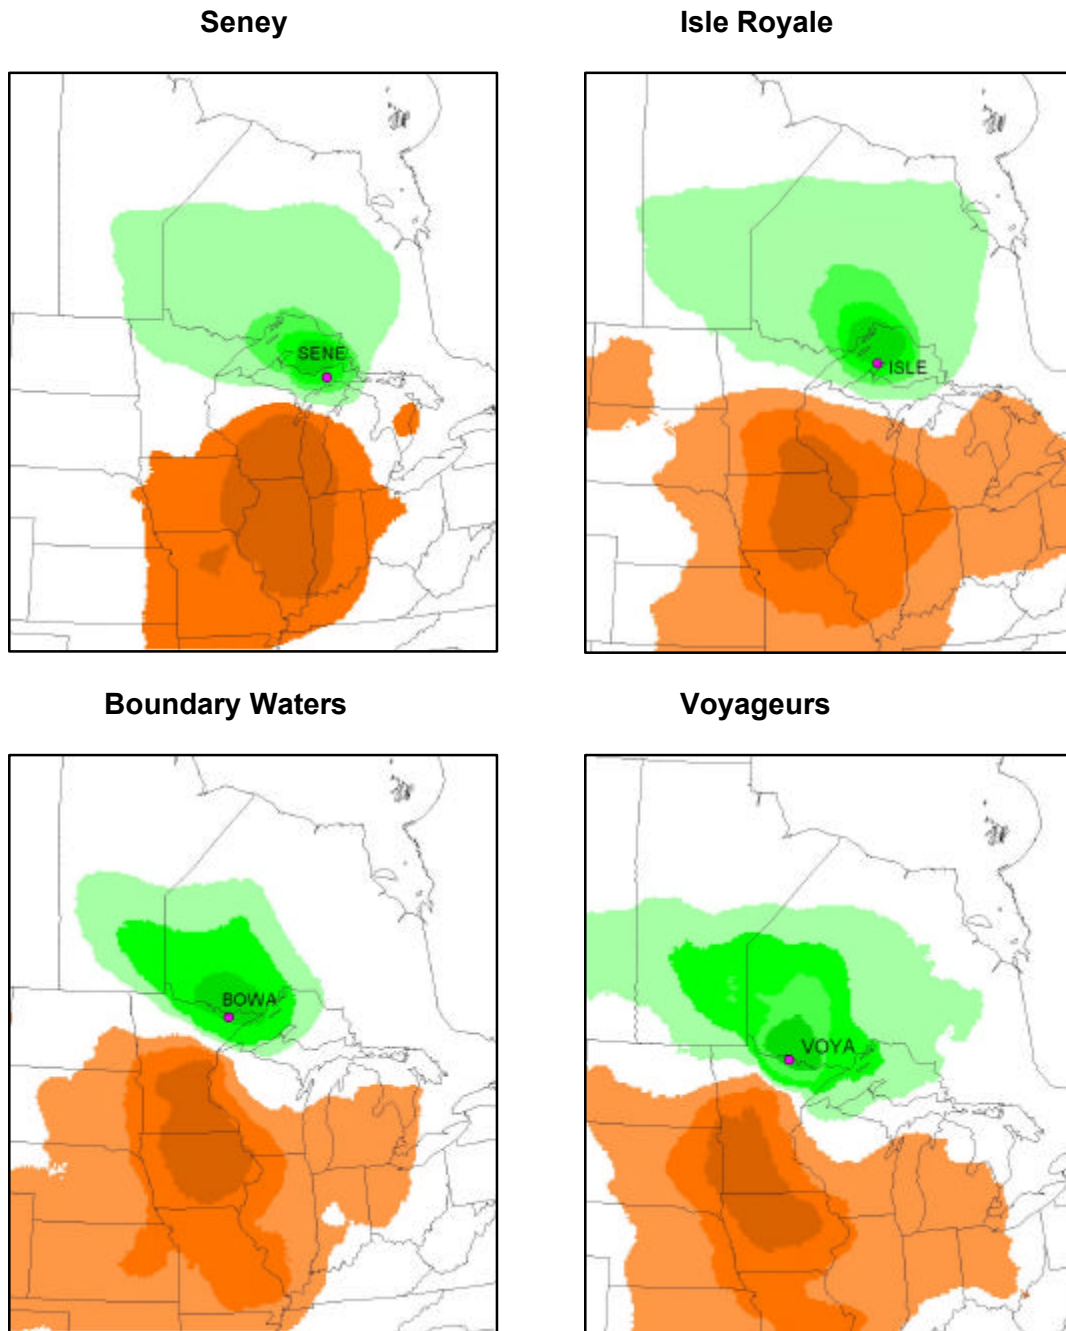 Seney
Isle Royale
SENE
ISLE
Boundary Waters
Voyageurs
BOWA
VOYA